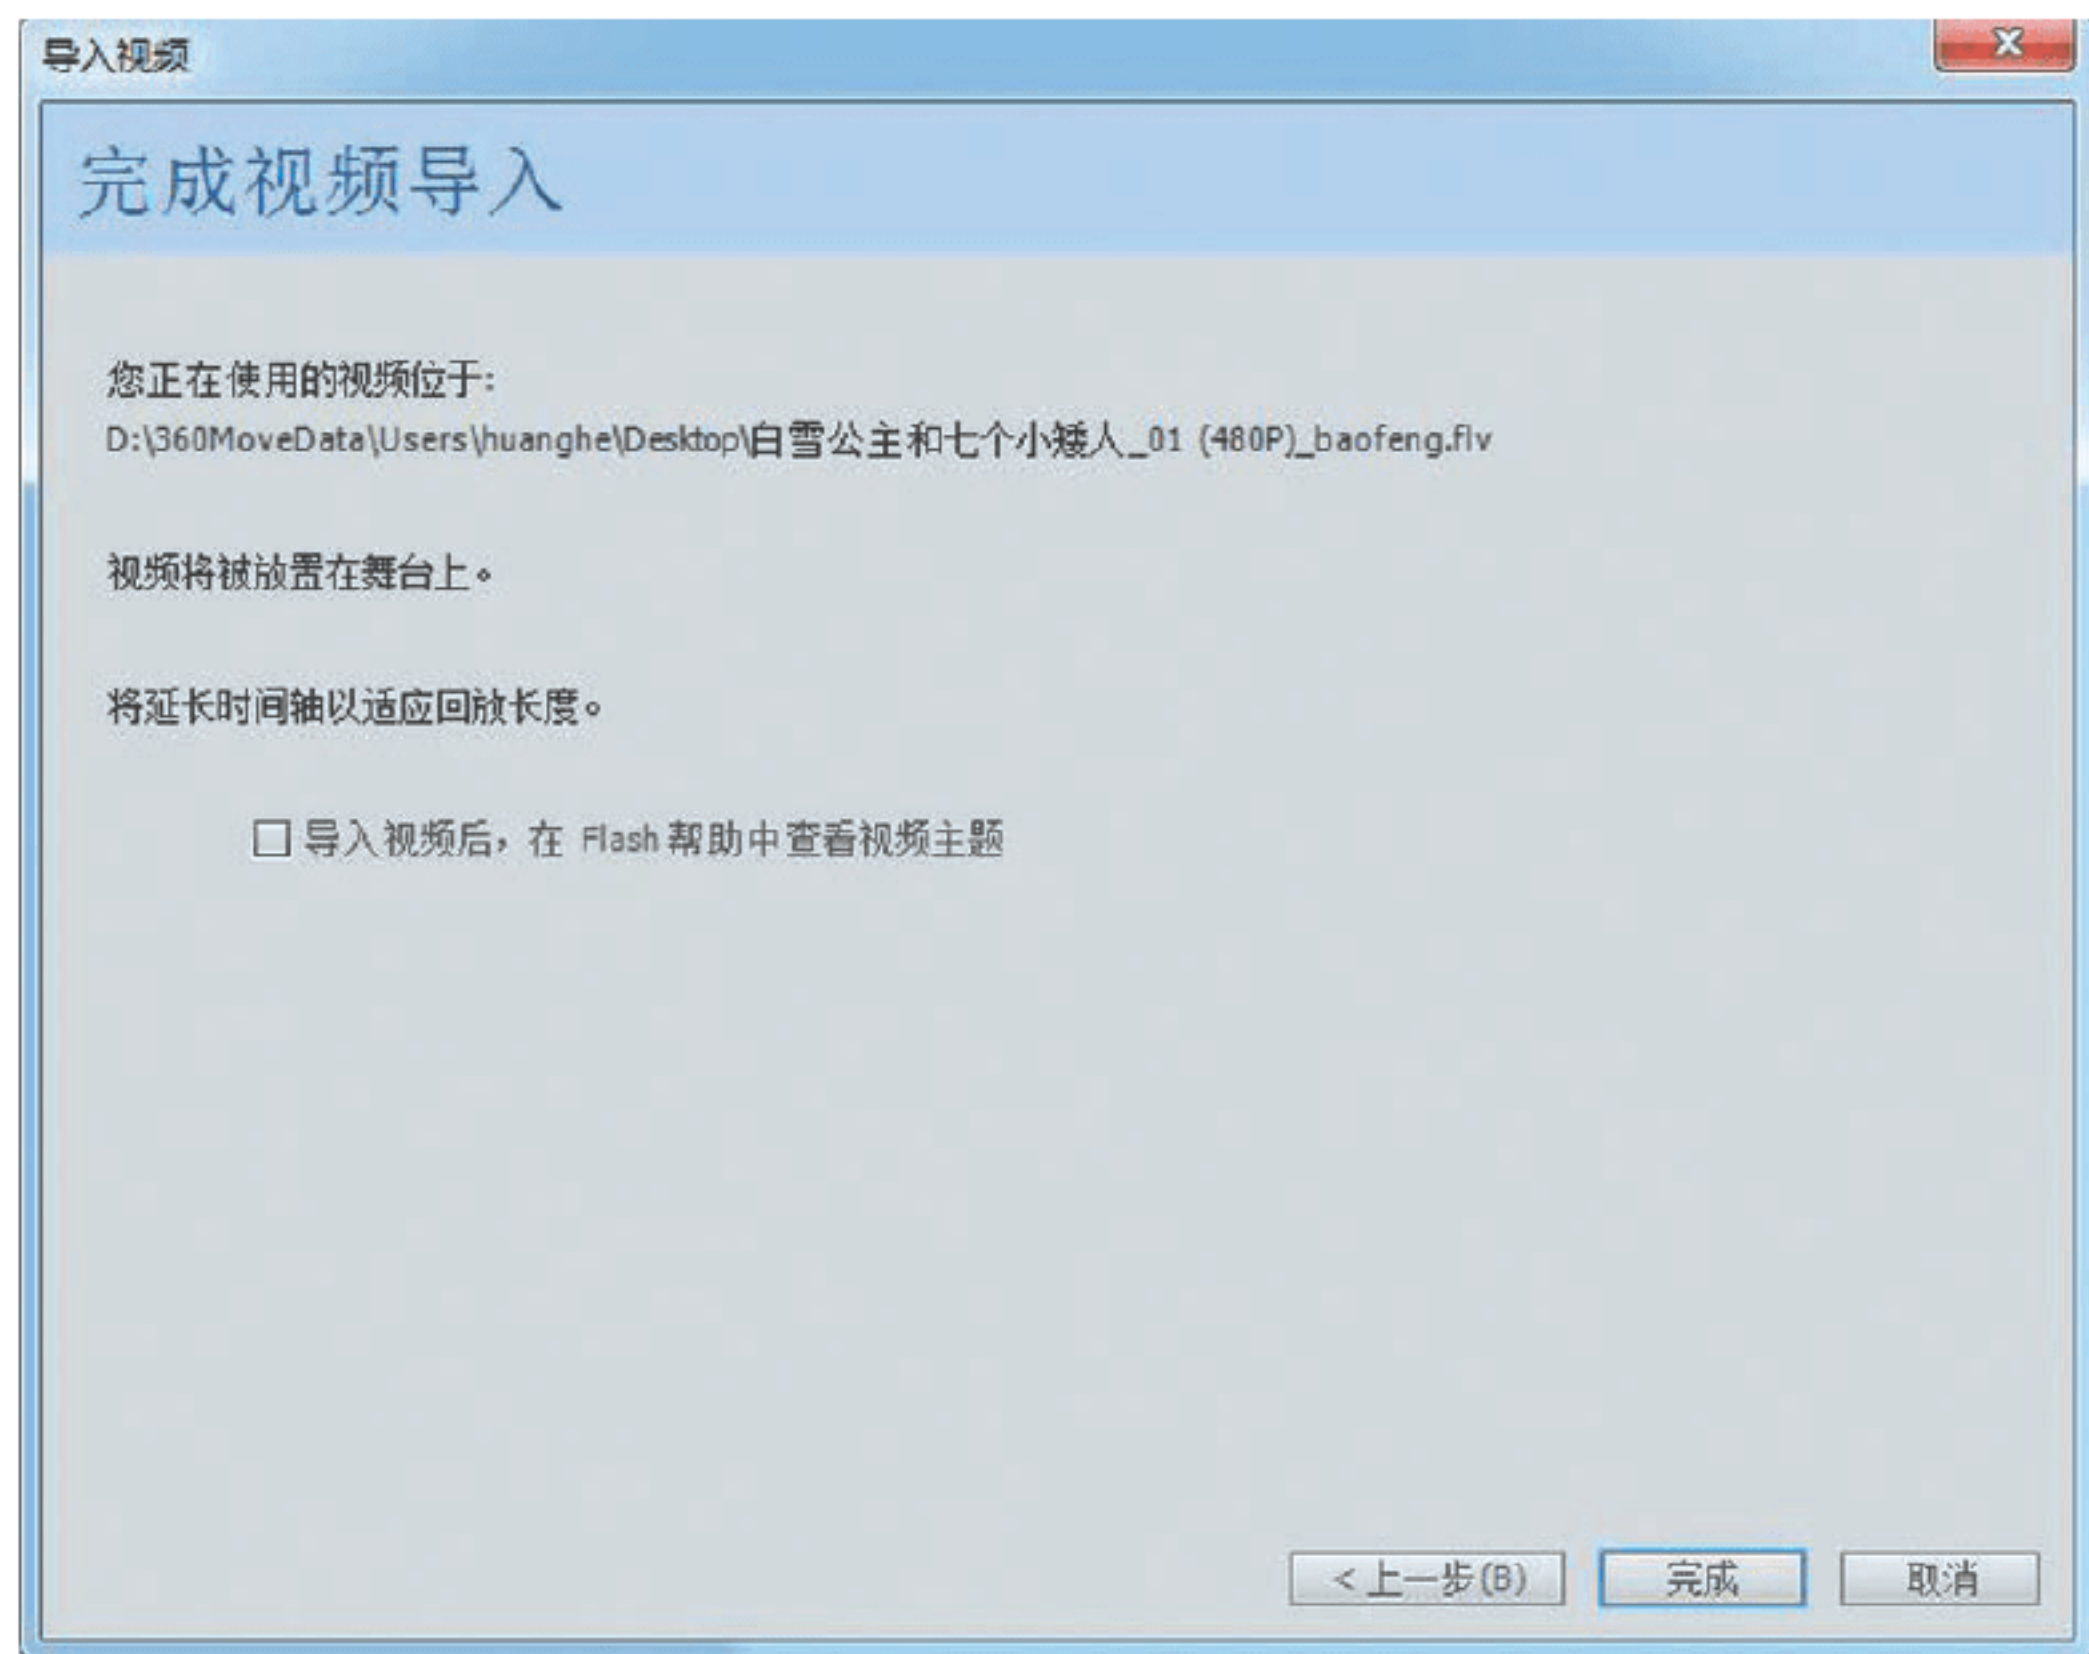 导入视频
完成视频导入
您正在使用的视频位于:
D:\360MoveData\Users\huanghe\Desktop\白雪公主和七个小矮人_01 (480P)_baofeng.flv
视频将被放置在舞台上。
将延长时间轴以适应回放长度。
导入视频后，在 Flash 帮助中查看视频主题
< 上一步(B) 完成 取消